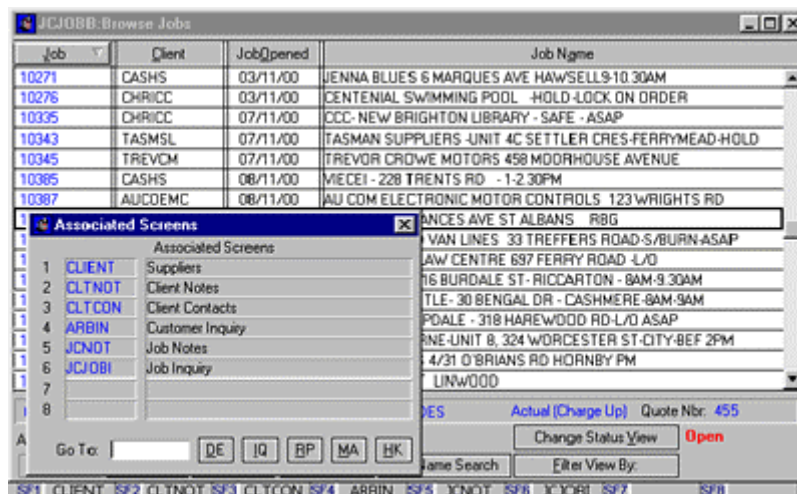 JCJOBB:Browse Jobs
Job Client JobOpened Job Name
10271 CASHS 03/11/00 JENNA BLUES 6 MARQUES AVE HAWSELLS-10.30AM
10276 CHRICC 03/11/00 CENTENIAL SWIMMING POOL -HOLD-LOCK ON ORDER
10335 CHRICC 07/11/00 CCC- NEW BRIGHTON LIBRARY - SAFE - ASAP
10343 TASMSL 07/11/00 TASMAN SUPPLIERS -UNIT 4C SETTLER CRES-FERRYMEAD-HOLD
10345 TREVCM 07/11/00 TREVOR CROWE MOTORS 458 MOORHOUSE AVENUE
10385 CASHS 08/11/00 VIECEI - 228 TRENTS RD - 1-2.30PM
10387 AUCOEMC 08/11/00 AU COM ELECTRONIC MOTOR CONTROLS 123 WRIGHTS RD
ANCES AVE ST ALBANS RBG
VAN LINES 33 TREFFERS ROAD-S/BURN-ASAP
AW CENTRE 697 FERRY ROAD -L/O
16 BURDALE ST- RICCARTON - 8AM-9.30AM
TLE- 30 BENGAL DR - CASHMERE-8AM-9AM
PDALE - 318 HAREWOOD RD-L/O ASAP
RNE-UNIT 8, 324 WORCESTER ST-CITY-BEF 2PM
4/31 O'BRIANS RD HORNBY PM
LINWOOD
Associated Screens
Associated Screens
1 CLIENT Suppliers
2 CLTNOT Client Notes
3 CLTCON Client Contacts
4 ARBIN Customer Inquiry
5 JCNOT Job Notes
6 JCJOBI Job Inquiry
7
8
Go To: DE IQ RP MA HK
DES Actual (Charge Up) Quote Nbr: 455
Change Status View Open
Name Search Filter View By:
SF1 CLIENT SF2 CLTNOT SF3 CLTCON SF4 ARBIN SF5 JCNOT SF6 JCJOBI SF7 SF8